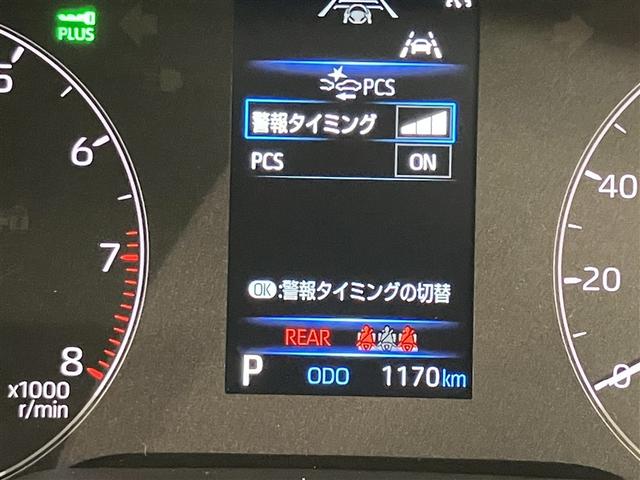 PLUS
PCS
警報タイミング
PCS ON
OK:警報タイミングの切替
REAR
P ODO 1170km
5
6
7
8
x1000
r/min
40
20
0